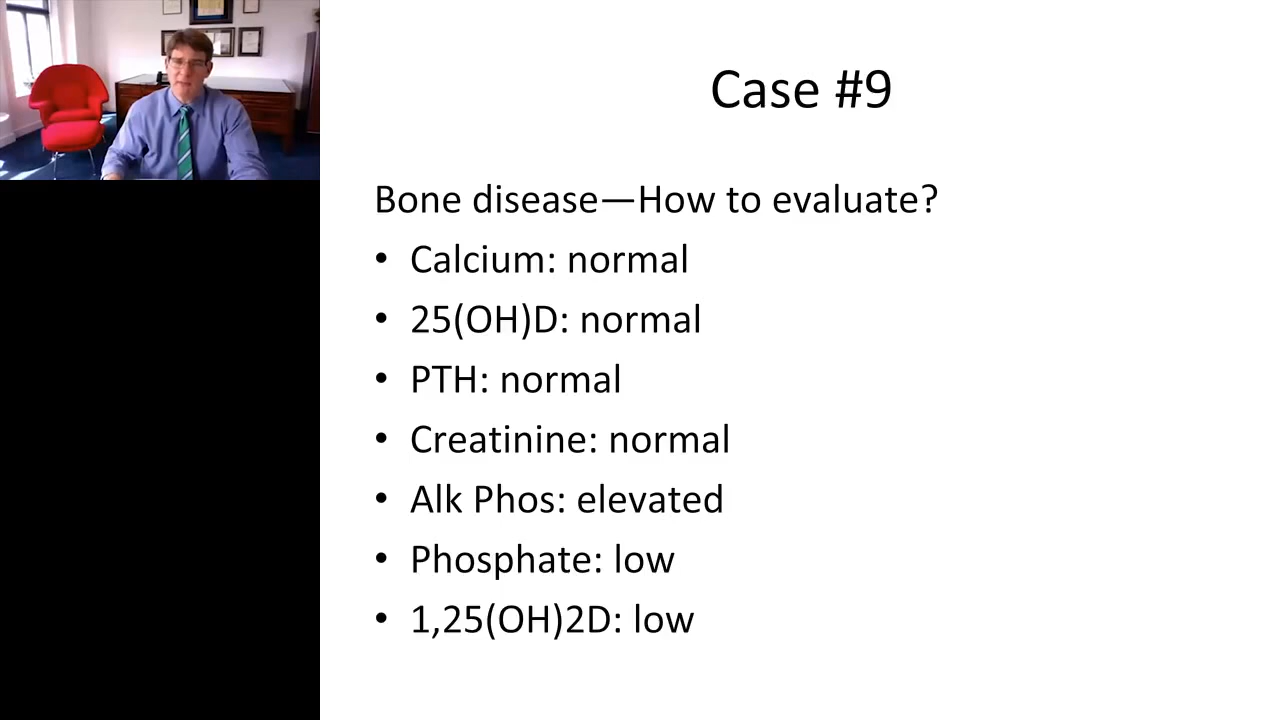 Case #9
Bone disease—How to evaluate?
• Calcium: normal
• 25(OH)D: normal
• PTH: normal
• Creatinine: normal
• Alk Phos: elevated
• Phosphate: low
• 1,25(OH)2D: low